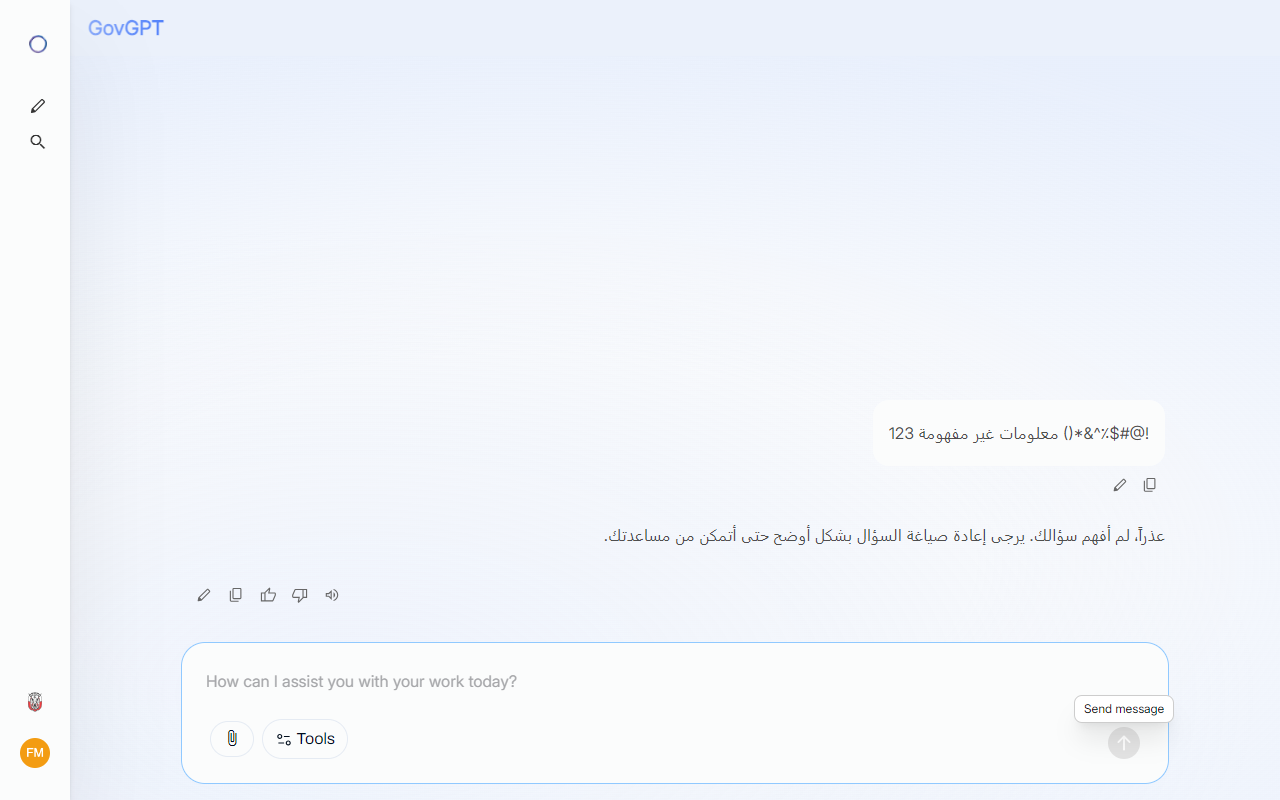 GovGPT
!@#$٪^&*() معلومات غير مفهومة 123
عذراً، لم أفهم سؤالك. يرجى إعادة صياغة السؤال بشكل أوضح حتى أتمكن من مساعدتك.
How can I assist you with your work today?
Send message
Tools
FM